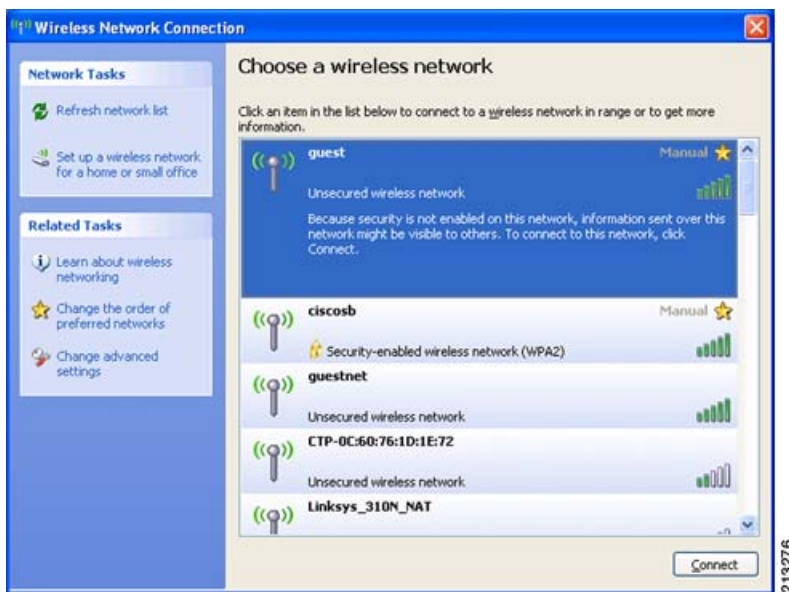 Wireless Network Connection
Network Tasks
Refresh network list
Set up a wireless network
for a home or small office
Related Tasks
Learn about wireless
networking
Change the order of
preferred networks
Change advanced
settings
Choose a wireless network
Click an item in the list below to connect to a wireless network in range or to get more
information.
guest
Manual
Unsecured wireless network
Because security is not enabled on this network, information sent over this
network might be visible to others. To connect to this network, click
Connect.
ciscosb
Manual
Security-enabled wireless network (WPA2)
guestnet
Unsecured wireless network
CTP-0C:60:76:1D:1E:72
Unsecured wireless network
Linksys_310N_NAT
Connect
213276